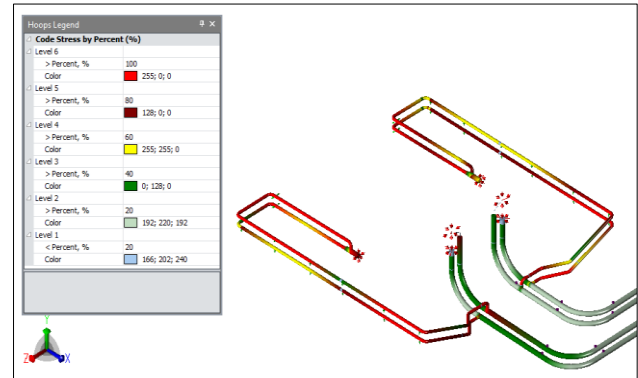 Hoops Legend
Code Stress by Percent (%)
Level 6
> Percent, % 100
Color 255; 0; 0
Level 5
> Percent, % 80
Color 128; 0; 0
Level 4
> Percent, % 60
Color 255; 255; 0
Level 3
> Percent, % 40
Color 0; 128; 0
Level 2
> Percent, % 20
Color 192; 220; 192
Level 1
< Percent, % 20
Color 166; 202; 240
Y
Z
X